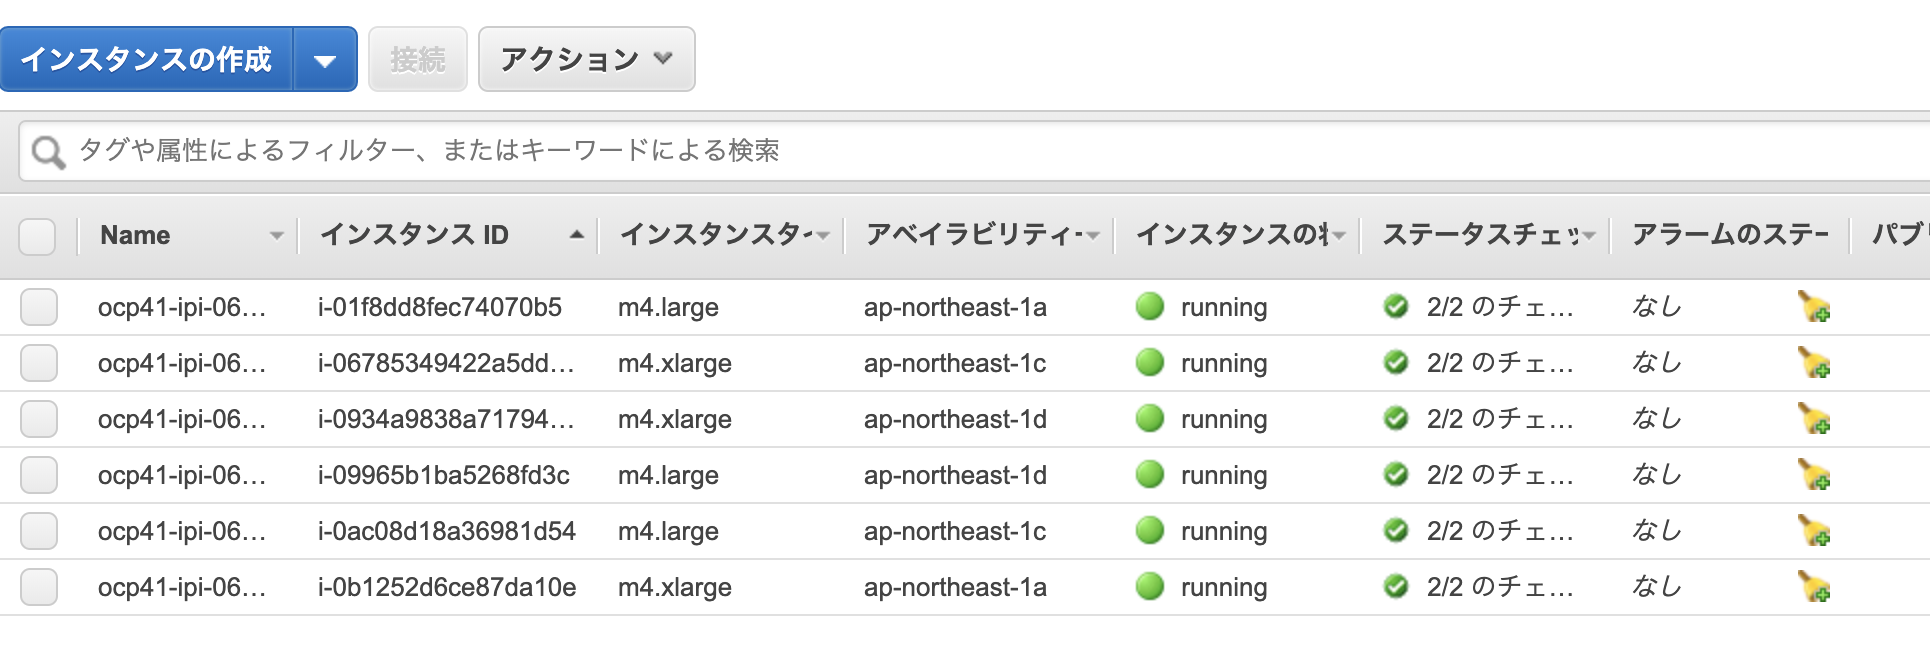 インスタンスの作成 接続 アクション
タグや属性によるフィルター、またはキーワードによる検索
Name インスタンス ID インスタンスタ アベイラビリティ インスタンスの ステータスチェッ アラームのステー パブ
ocp41-ipi-06... i-01f8dd8fec74070b5 m4.large ap-northeast-1a running 2/2 のチェ... なし
ocp41-ipi-06... i-06785349422a5dd... m4.xlarge ap-northeast-1c running 2/2 のチェ... なし
ocp41-ipi-06... i-0934a9838a71794... m4.xlarge ap-northeast-1d running 2/2 のチェ... なし
ocp41-ipi-06... i-09965b1ba5268fd3c m4.large ap-northeast-1d running 2/2 のチェ... なし
ocp41-ipi-06... i-0ac08d18a36981d54 m4.large ap-northeast-1c running 2/2 のチェ... なし
ocp41-ipi-06... i-0b1252d6ce87da10e m4.xlarge ap-northeast-1a running 2/2 のチェ... なし